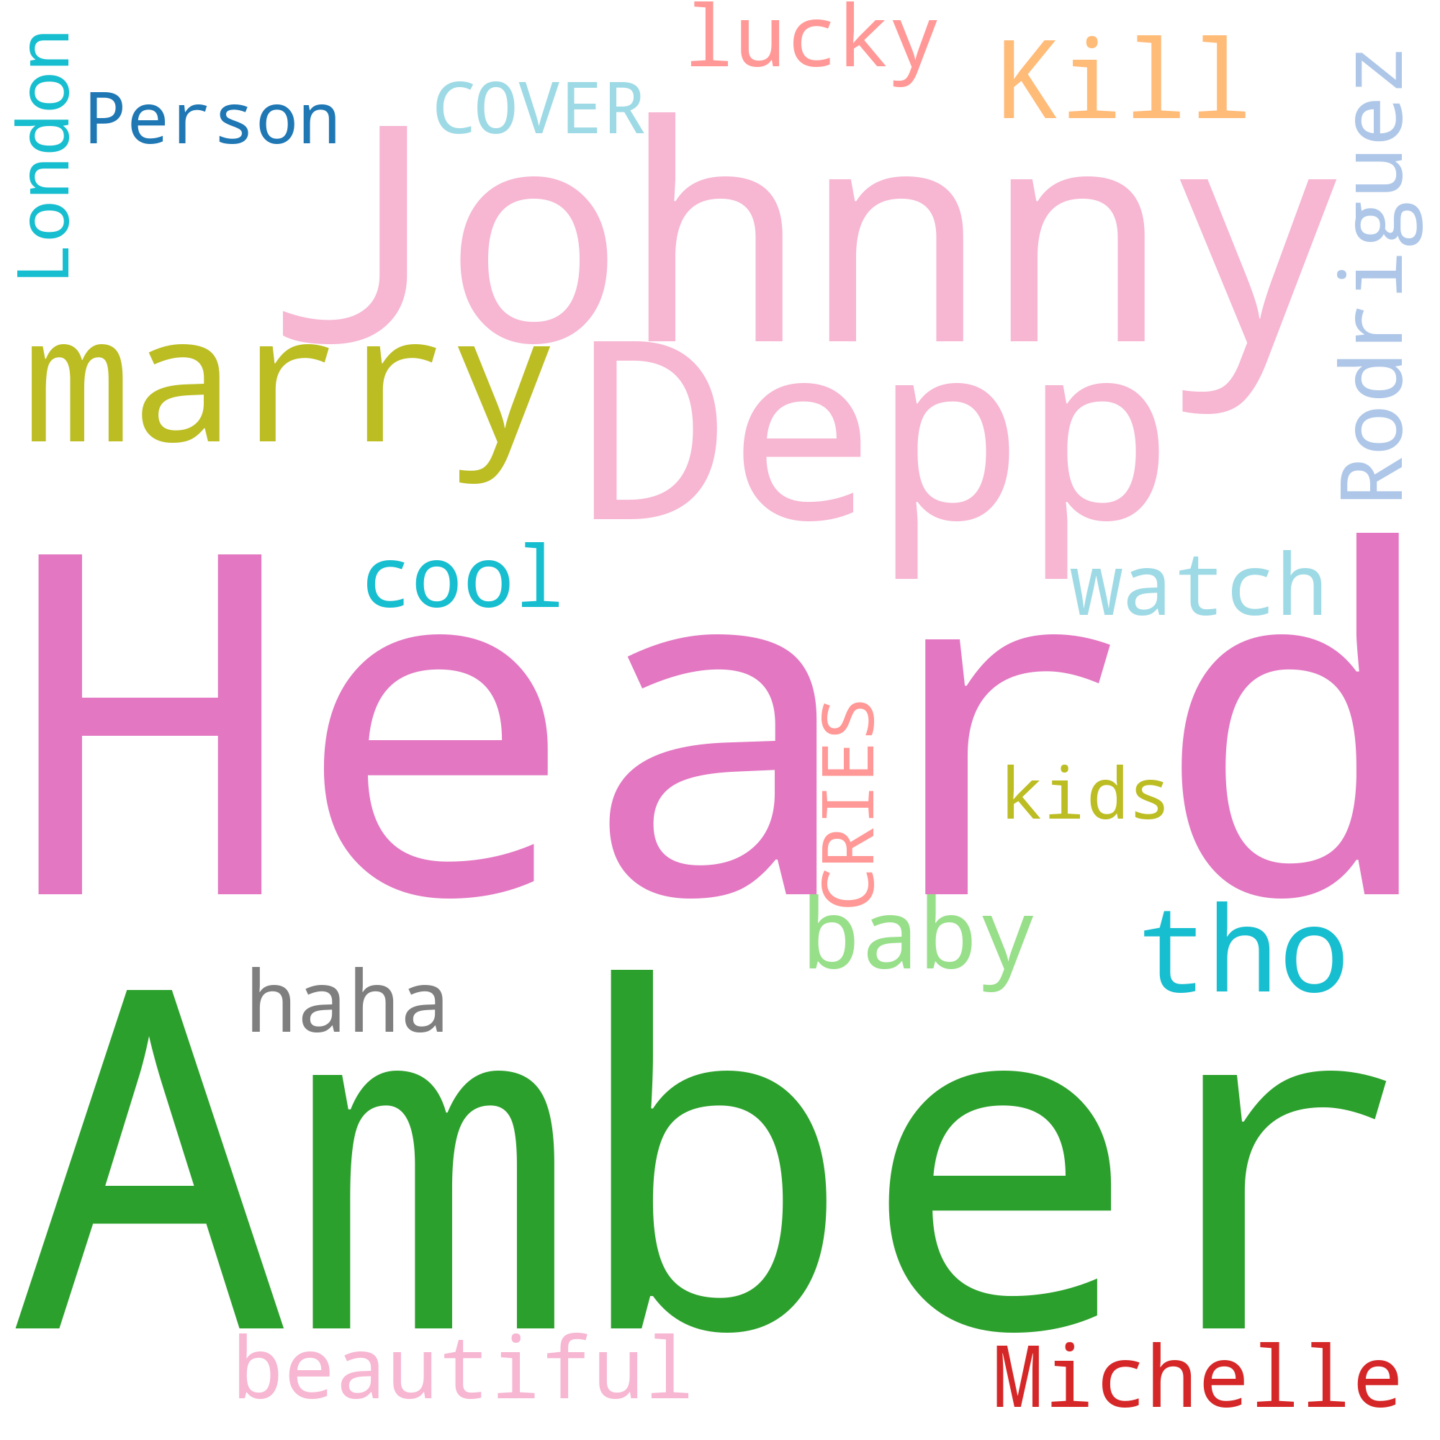 lucky
Kill
London
Person
COVER
Rodriguez
Johnny
marry
Depp
cool
watch
Heard
CRIES
kids
baby
tho
haha
Amber
beautiful
Michelle